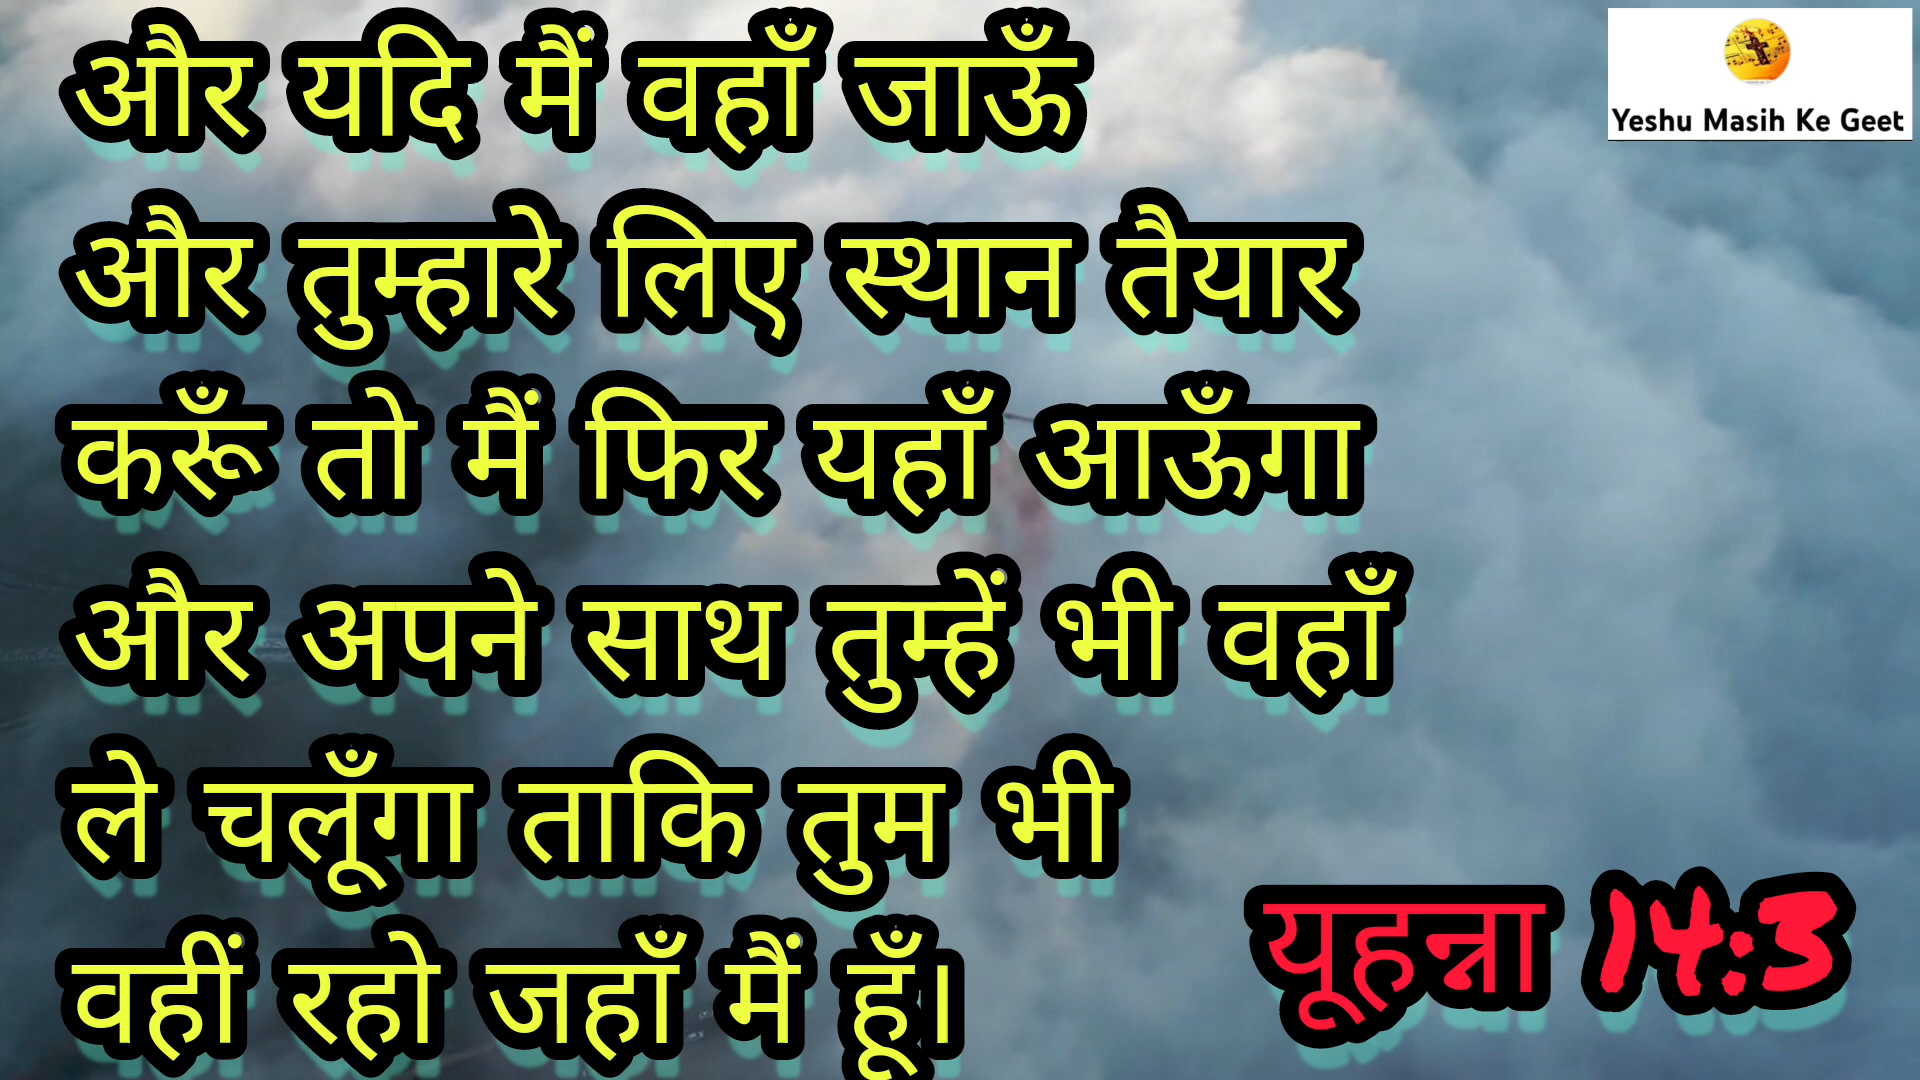 और यदि मैं वहाँ जाऊँ
और तुम्हारे लिए स्थान तैयार
करूँ तो मैं फिर यहाँ आऊँगा
और अपने साथ तुम्हें भी वहाँ
ले चलूँगा ताकि तुम भी
वहीं रहो जहाँ मैं हूँ।
यूहन्ना 14:3
Yeshu Masih Ke Geet